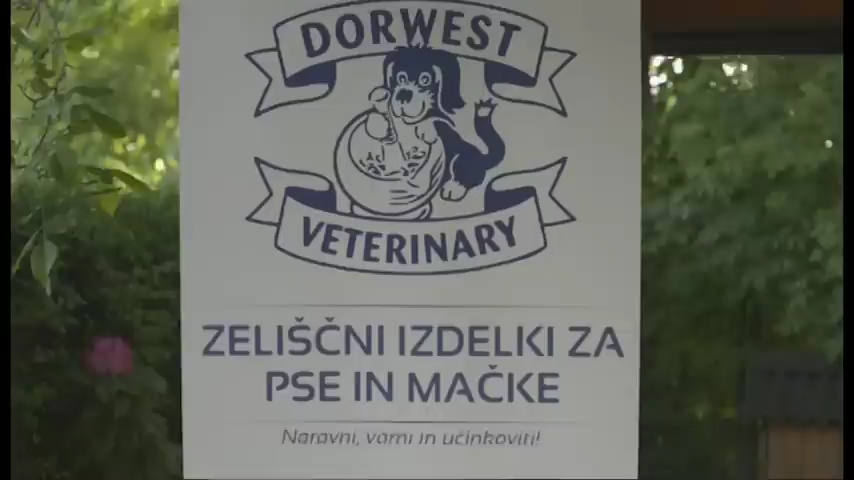 DORWEST
VETERINARY
ZELIŠČNI IZDELKI ZA
PSE IN MAČKE
Naravni, varni in učinkoviti!